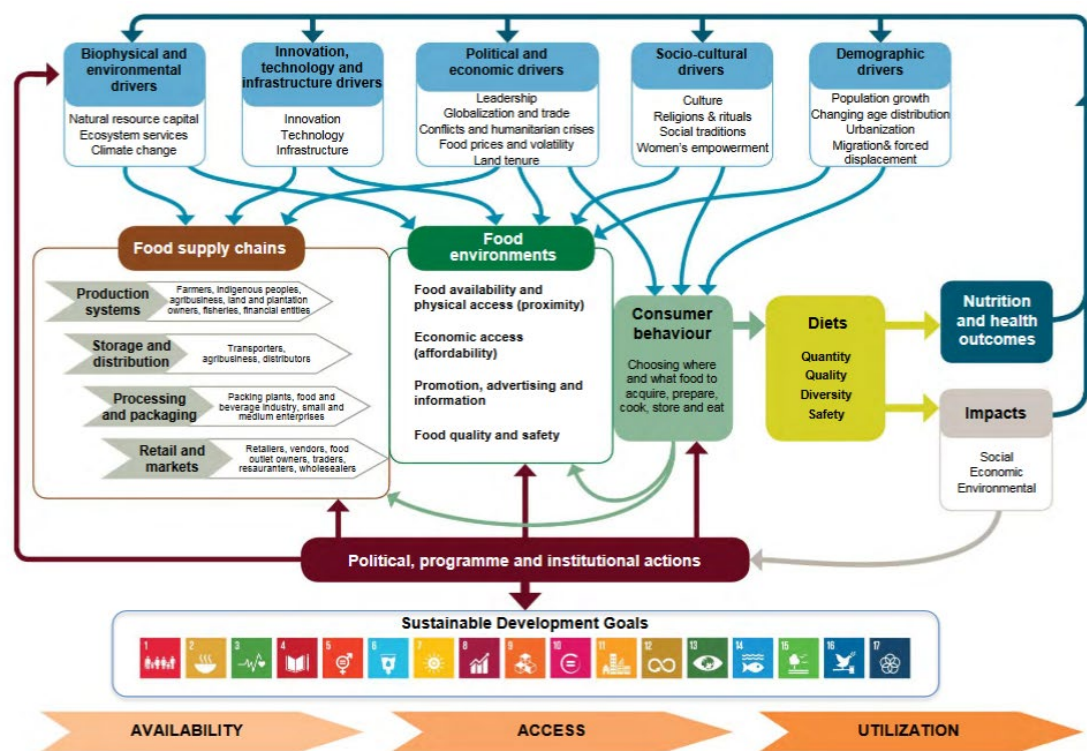 Biophysical and
environmental
drivers
Natural resource capital
Ecosystem services
Climate change
Innovation,
technology and
infrastructure drivers
Innovation
Technology
Infrastructure
Political and
economic drivers
Leadership
Globalization and trade
Conflicts and humanitarian crises
Food prices and volatility
Land tenure
Socio-cultural
drivers
Culture
Religions & rituals
Social traditions
Women's empowerment
Demographic
drivers
Population growth
Changing age distribution
Urbanization
Migration& forced
displacement
Food supply chains
Production
systems
Farmers, indigenous peoples,
agribusiness, land and plantation
owners, fisheries, financial entities
Storage and
distribution
Transporters,
agribusiness, distributors
Processing
and packaging
Packing plants, food and
beverage industry, small and
medium enterprises
Retail and
markets
Retailers, vendors, food
outlet owners, traders,
resauranters, wholesealers
Food
environments
Food availability and
physical access (proximity)
Economic access
(affordability)
Promotion, advertising and
information
Food quality and safety
Consumer
behaviour
Choosing where
and what food to
acquire, prepare,
cook, store and eat
Diets
Quantity
Quality
Diversity
Safety
Nutrition
and health
outcomes
Impacts
Social
Economic
Environmental
Political, programme and institutional actions
Sustainable Development Goals
1 2 3 4 5 6 7 8 9 10 11 12 13 14 15 16 17
AVAILABILITY
ACCESS
UTILIZATION